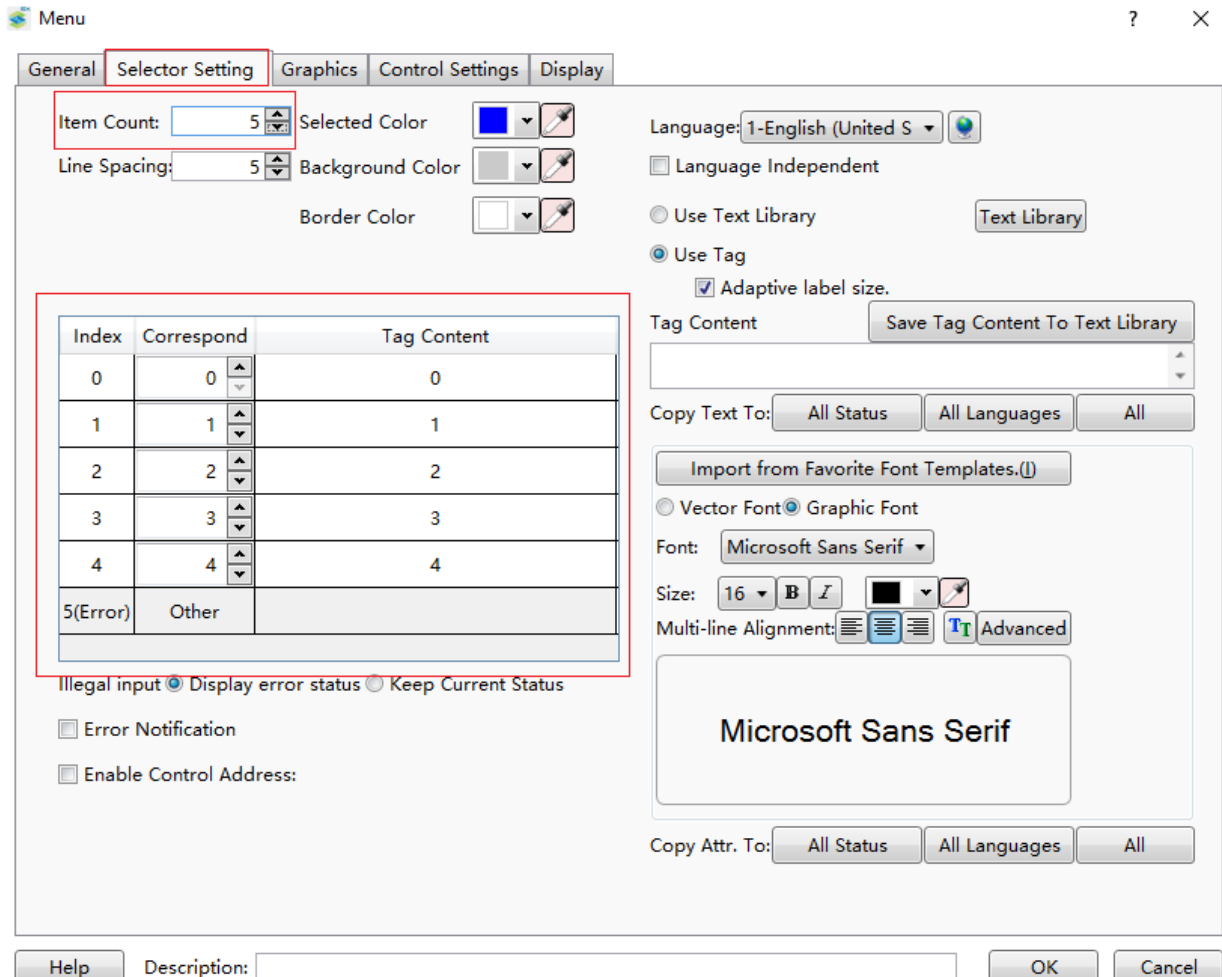 Menu
?
General Selector Setting Graphics Control Settings Display
Item Count: 5 Selected Color
Line Spacing: 5 Background Color
Border Color
Language: 1-English (United S
Language Independent
Use Text Library Text Library
Use Tag
Adaptive label size.
Index Correspond Tag Content
0 0 0
1 1 1
2 2 2
3 3 3
4 4 4
5(Error) Other
Illegal input Display error status Keep Current Status
Error Notification
Enable Control Address:
Tag Content Save Tag Content To Text Library
Copy Text To: All Status All Languages All
Import from Favorite Font Templates.(I)
Vector Font Graphic Font
Font: Microsoft Sans Serif
Size: 16 B I
Multi-line Alignment: TT Advanced
Microsoft Sans Serif
Copy Attr. To: All Status All Languages All
Help Description: OK Cancel